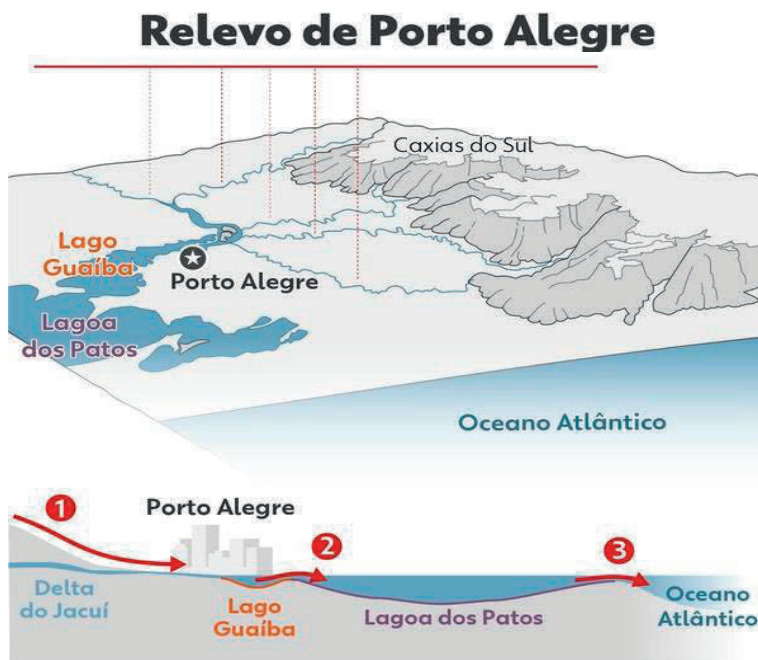 Relevo de Porto Alegre
Caxias do Sul
Lago
Guaíba
Porto Alegre
Lagoa
dos Patos
Oceano Atlântico
1
Porto Alegre
2
3
Delta
do Jacuí
Lago
Guaíba
Lagoa dos Patos
Oceano
Atlântico